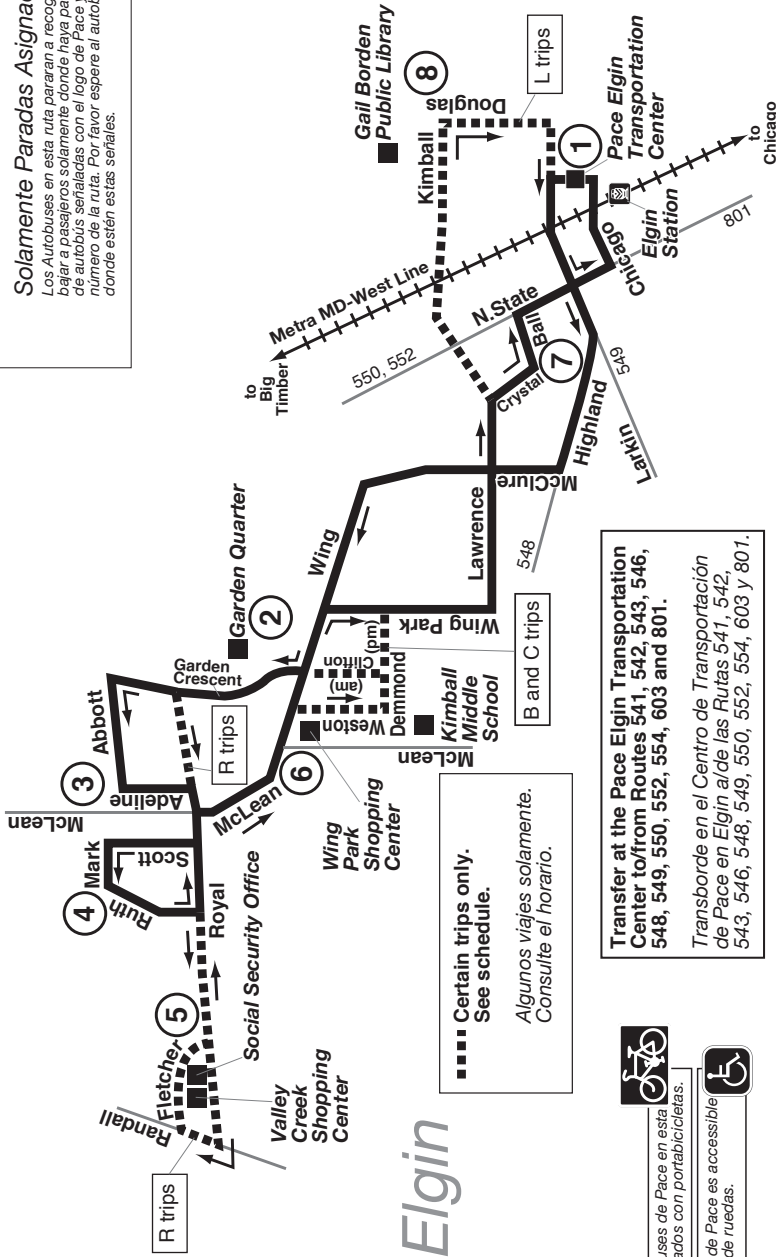 Solamente Paradas Asignad
Los Autobuses en esta ruta pararan a recog
bajar a pasajeros solamente donde haya pa
de autobús señaladas con el logo de Pace y
número de la ruta. Por favor espere al autob
donde estén estas señales.
Gail Borden
Public Library
8
Douglas
L trips
Kimball
1
Pace Elgin
Transportation
Center
to
Chicago
Elgin
Station
801
Chicago
Metra MD-West Line
N.State
to
Big
Timber
550, 552
Ball
7
Crystal
Highland
549
Larkin
McClure
Lawrence
548
Wing
Garden Quarter
2
Wing Park
B and C trips
Clifton
(pm)
(am)
Demmond
Weston
Kimball
Middle
School
Garden
Crescent
Abbott
R trips
3
Adeline
McLean
McLean
6
McLean
Wing
Park
Shopping
Center
Mark
Scott
4
Ruth
Royal
Social Security Office
5
Fletcher
Randall
Valley
Creek
Shopping
Center
R trips
Elgin
Certain trips only.
See schedule.
Algunos viajes solamente.
Consulte el horario.
Transfer at the Pace Elgin Transportation
Center to/from Routes 541, 542, 543, 546,
548, 549, 550, 552, 554, 603 and 801.
Transborde en el Centro de Transportación
de Pace en Elgin a/de las Rutas 541, 542,
543, 546, 548, 549, 550, 552, 554, 603 y 801.
uses de Pace en esta
ados con portabicicletas.
de Pace es accessible
de ruedas.